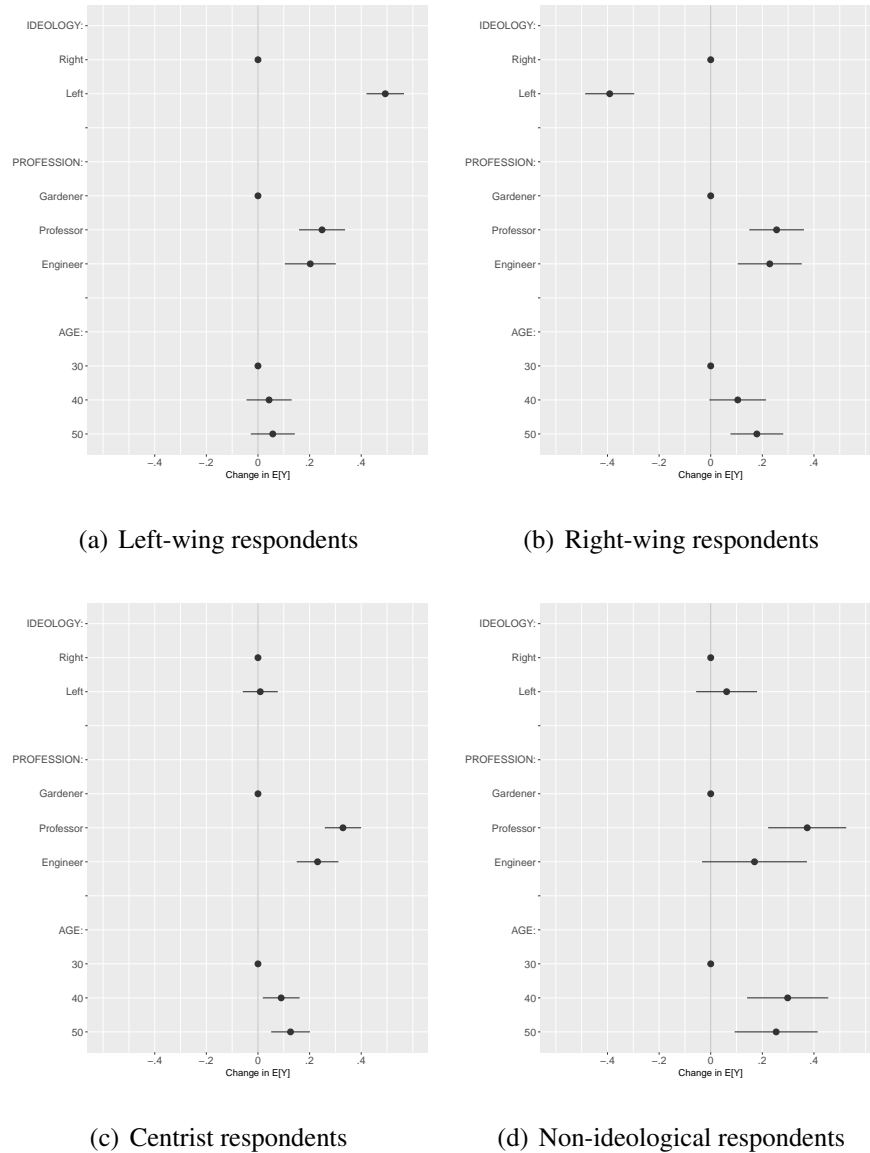 IDEOLOGY:
Right
Left
PROFESSION:
Gardener
Professor
Engineer
AGE:
30
40
50
–.4 –.2 0 .2 .4
Change in E[Y]
(a) Left-wing respondents
IDEOLOGY:
Right
Left
PROFESSION:
Gardener
Professor
Engineer
AGE:
30
40
50
–.4 –.2 0 .2 .4
Change in E[Y]
(b) Right-wing respondents
IDEOLOGY:
Right
Left
PROFESSION:
Gardener
Professor
Engineer
AGE:
30
40
50
–.4 –.2 0 .2 .4
Change in E[Y]
(c) Centrist respondents
IDEOLOGY:
Right
Left
PROFESSION:
Gardener
Professor
Engineer
AGE:
30
40
50
–.4 –.2 0 .2 .4
Change in E[Y]
(d) Non-ideological respondents